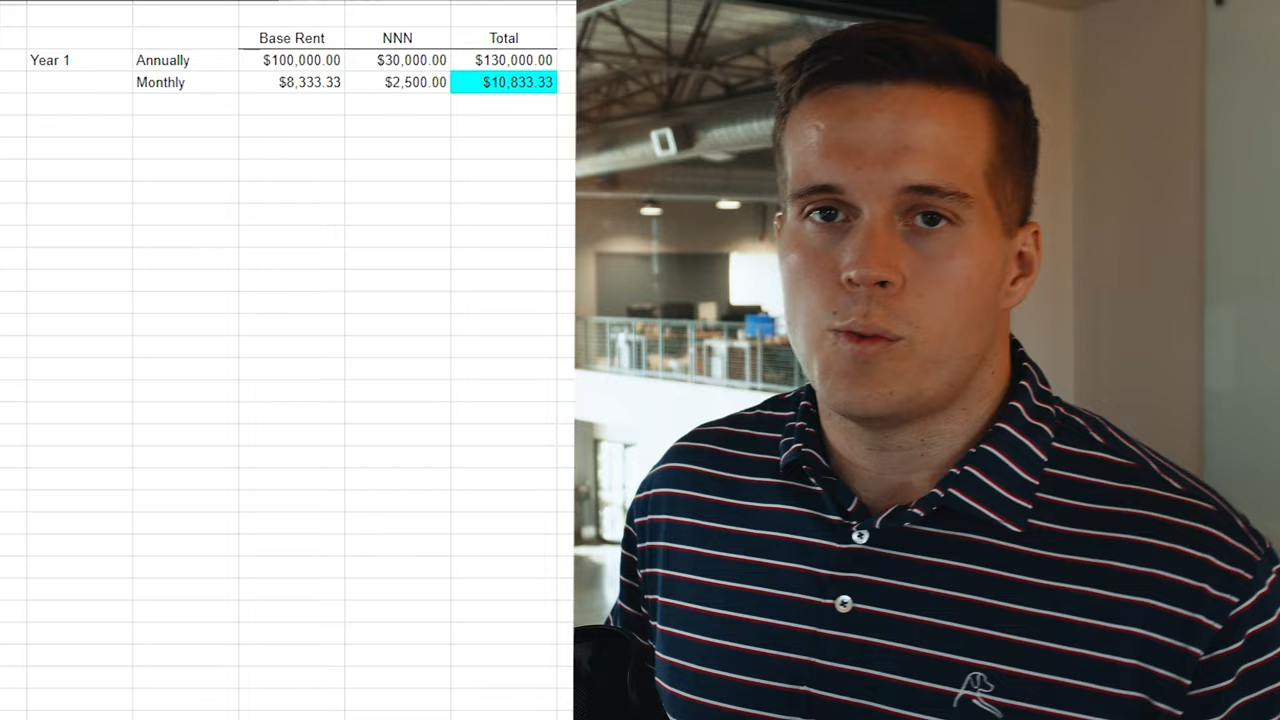 Base Rent NNN Total
Year 1 Annually $100,000.00 $30,000.00 $130,000.00
Monthly $8,333.33 $2,500.00 $10,833.33